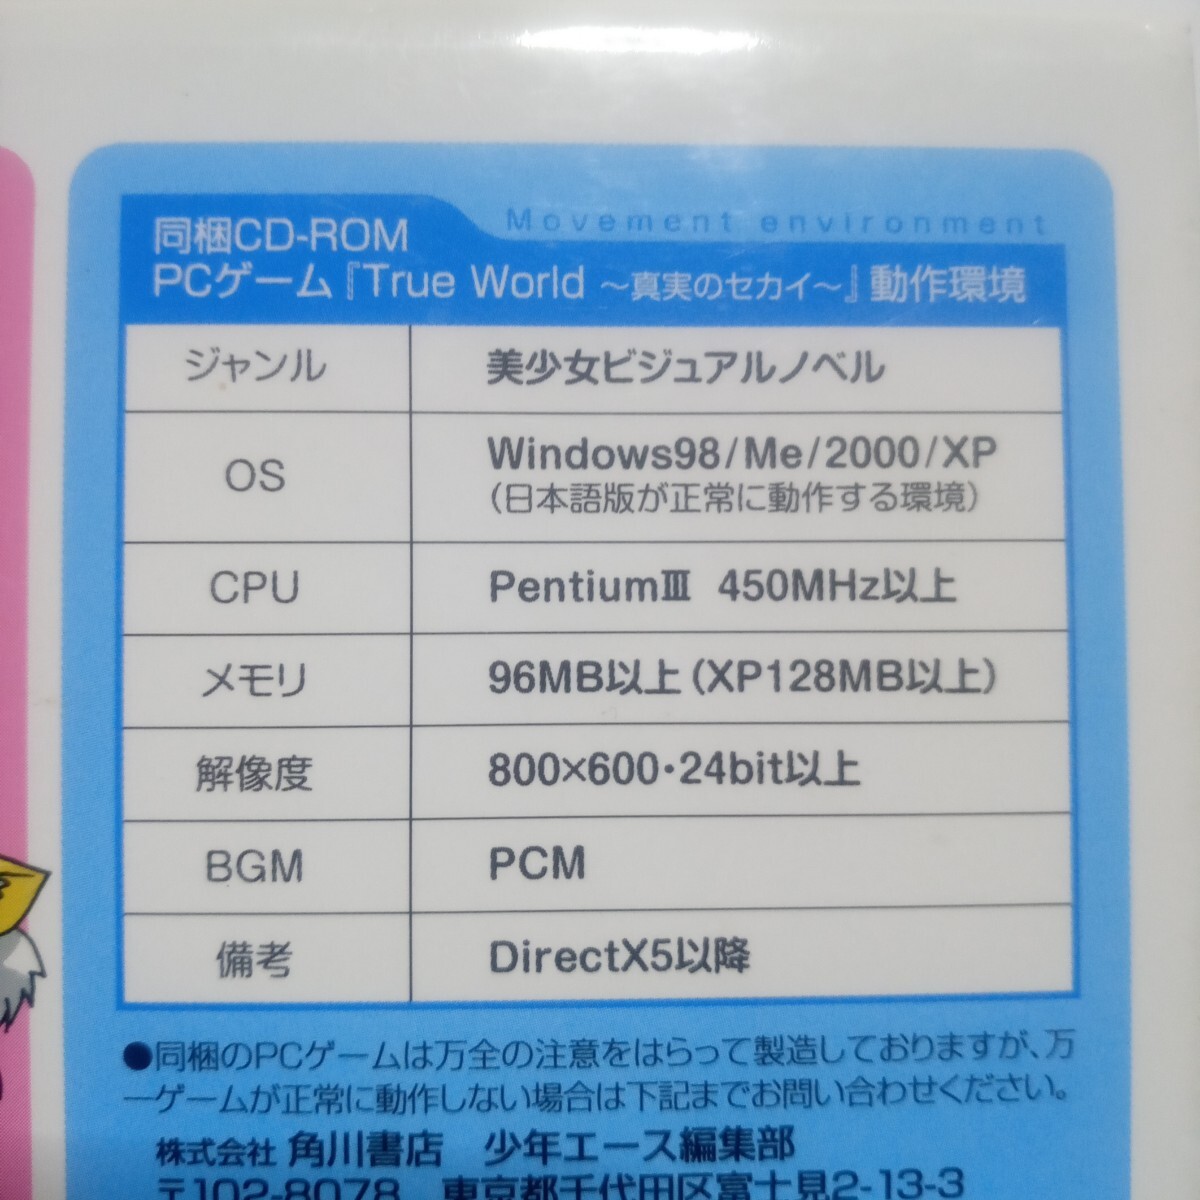 Movement environment
同梱CD-ROM
PCゲーム『True World 〜真実のセカイ〜』動作環境
ジャンル 美少女ビジュアルノベル
OS Windows98/Me/2000/XP
（日本語版が正常に動作する環境）
CPU PentiumⅢ 450MHz以上
メモリ 96MB以上（XP128MB以上）
解像度 800×600・24bit以上
BGM PCM
備考 DirectX5以降
●同梱のPCゲームは万全の注意をはらって製造しておりますが、万
一ゲームが正常に動作しない場合は下記までお問い合わせください。
株式会社 角川書店 少年エース編集部
〒102-8078 東京都千代田区富士見2-13-3